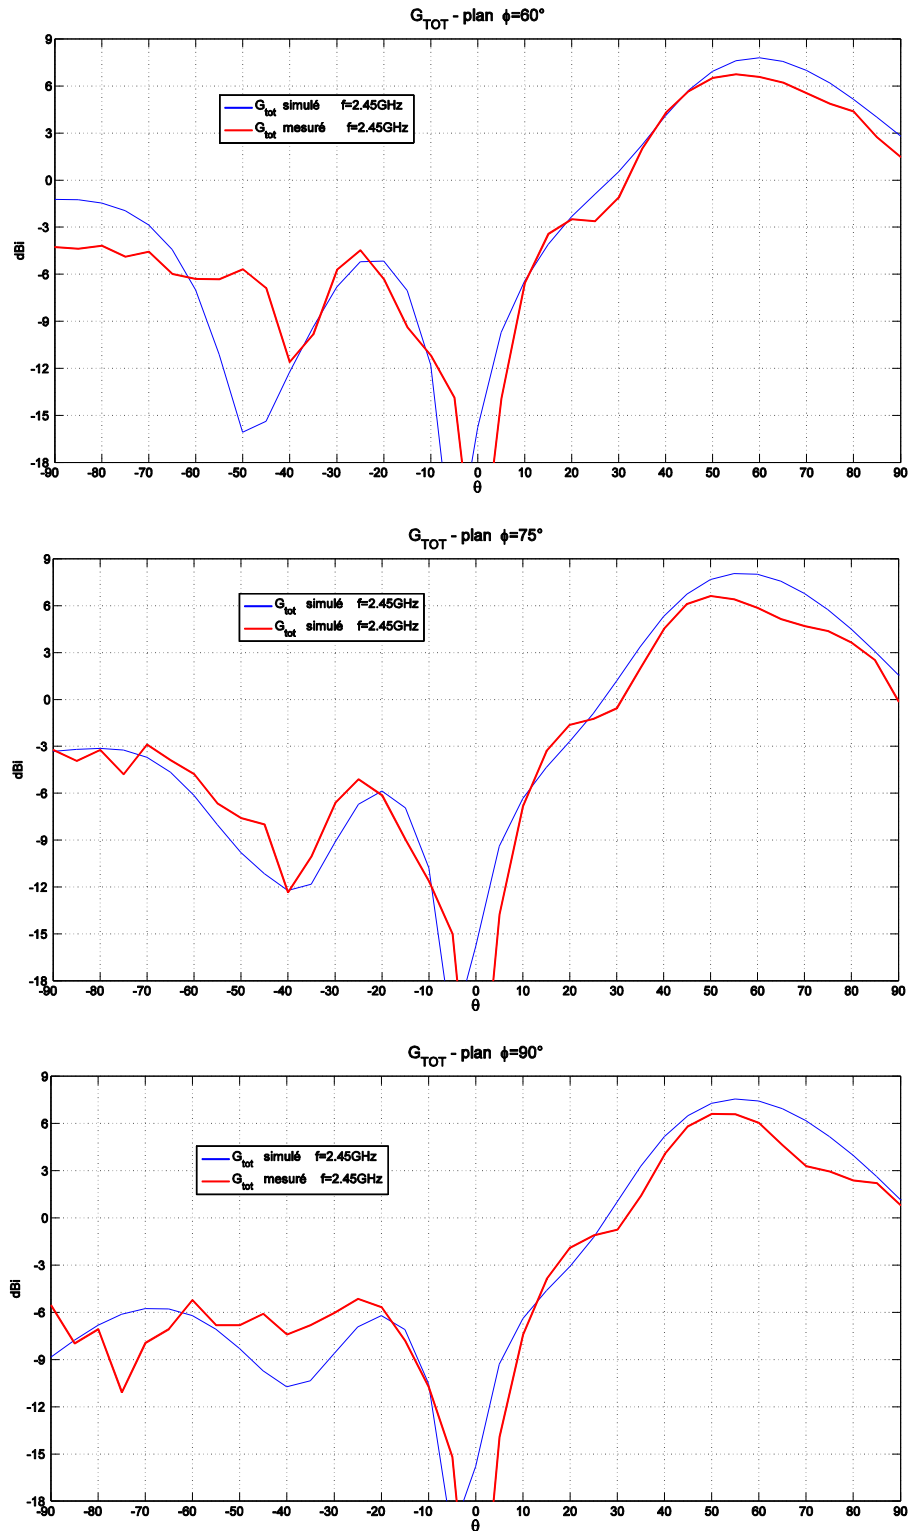 G_TOT - plan ϕ=60°
9
6
3
0
-3
-6
-9
-12
-15
-18
dBi
G_tot simulé f=2.45GHz
G_tot mesuré f=2.45GHz
-90 -80 -70 -60 -50 -40 -30 -20 -10 0 10 20 30 40 50 60 70 80 90
θ
G_TOT - plan ϕ=75°
9
6
3
0
-3
-6
-9
-12
-15
-18
dBi
G_tot simulé f=2.45GHz
G_tot simulé f=2.45GHz
-90 -80 -70 -60 -50 -40 -30 -20 -10 0 10 20 30 40 50 60 70 80 90
θ
G_TOT - plan ϕ=90°
9
6
3
0
-3
-6
-9
-12
-15
-18
dBi
G_tot simulé f=2.45GHz
G_tot mesuré f=2.45GHz
-90 -80 -70 -60 -50 -40 -30 -20 -10 0 10 20 30 40 50 60 70 80 90
θ